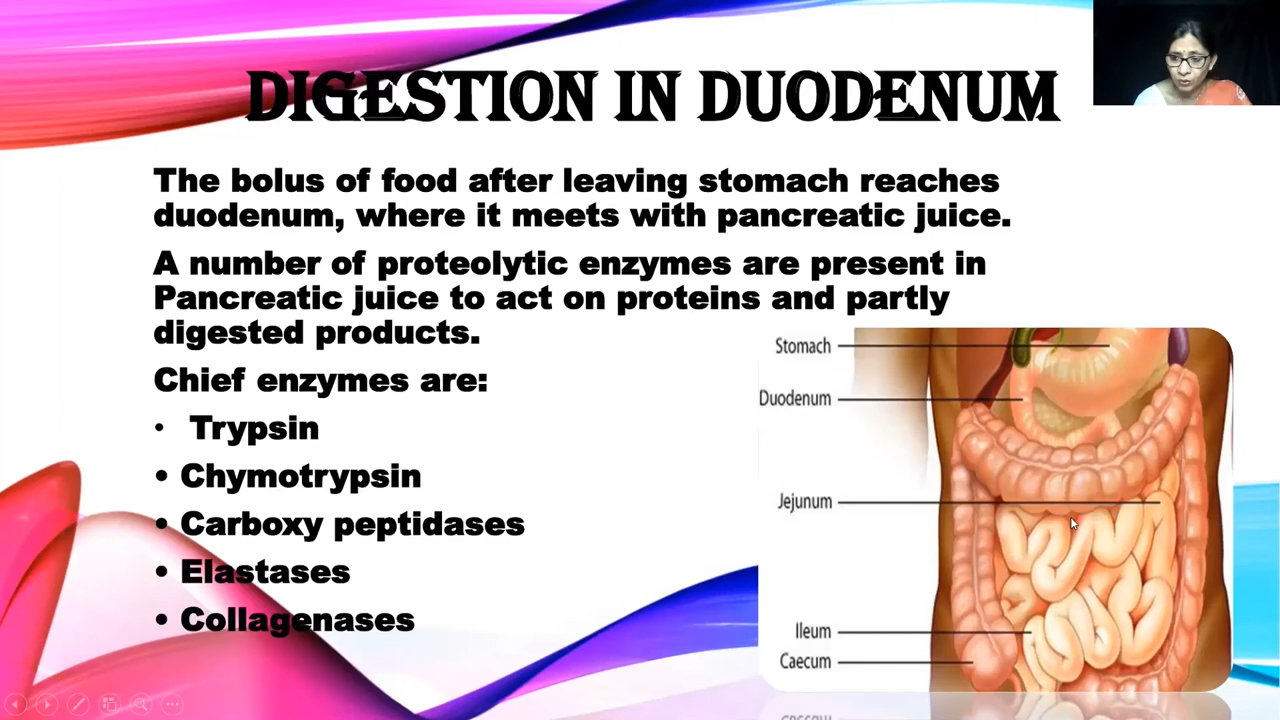 DIGESTION IN DUODENUM
The bolus of food after leaving stomach reaches
duodenum, where it meets with pancreatic juice.
A number of proteolytic enzymes are present in
Pancreatic juice to act on proteins and partly
digested products.
Chief enzymes are:
• Trypsin
• Chymotrypsin
• Carboxy peptidases
• Elastases
• Collagenases
Stomach
Duodenum
Jejunum
Ileum
Caecum